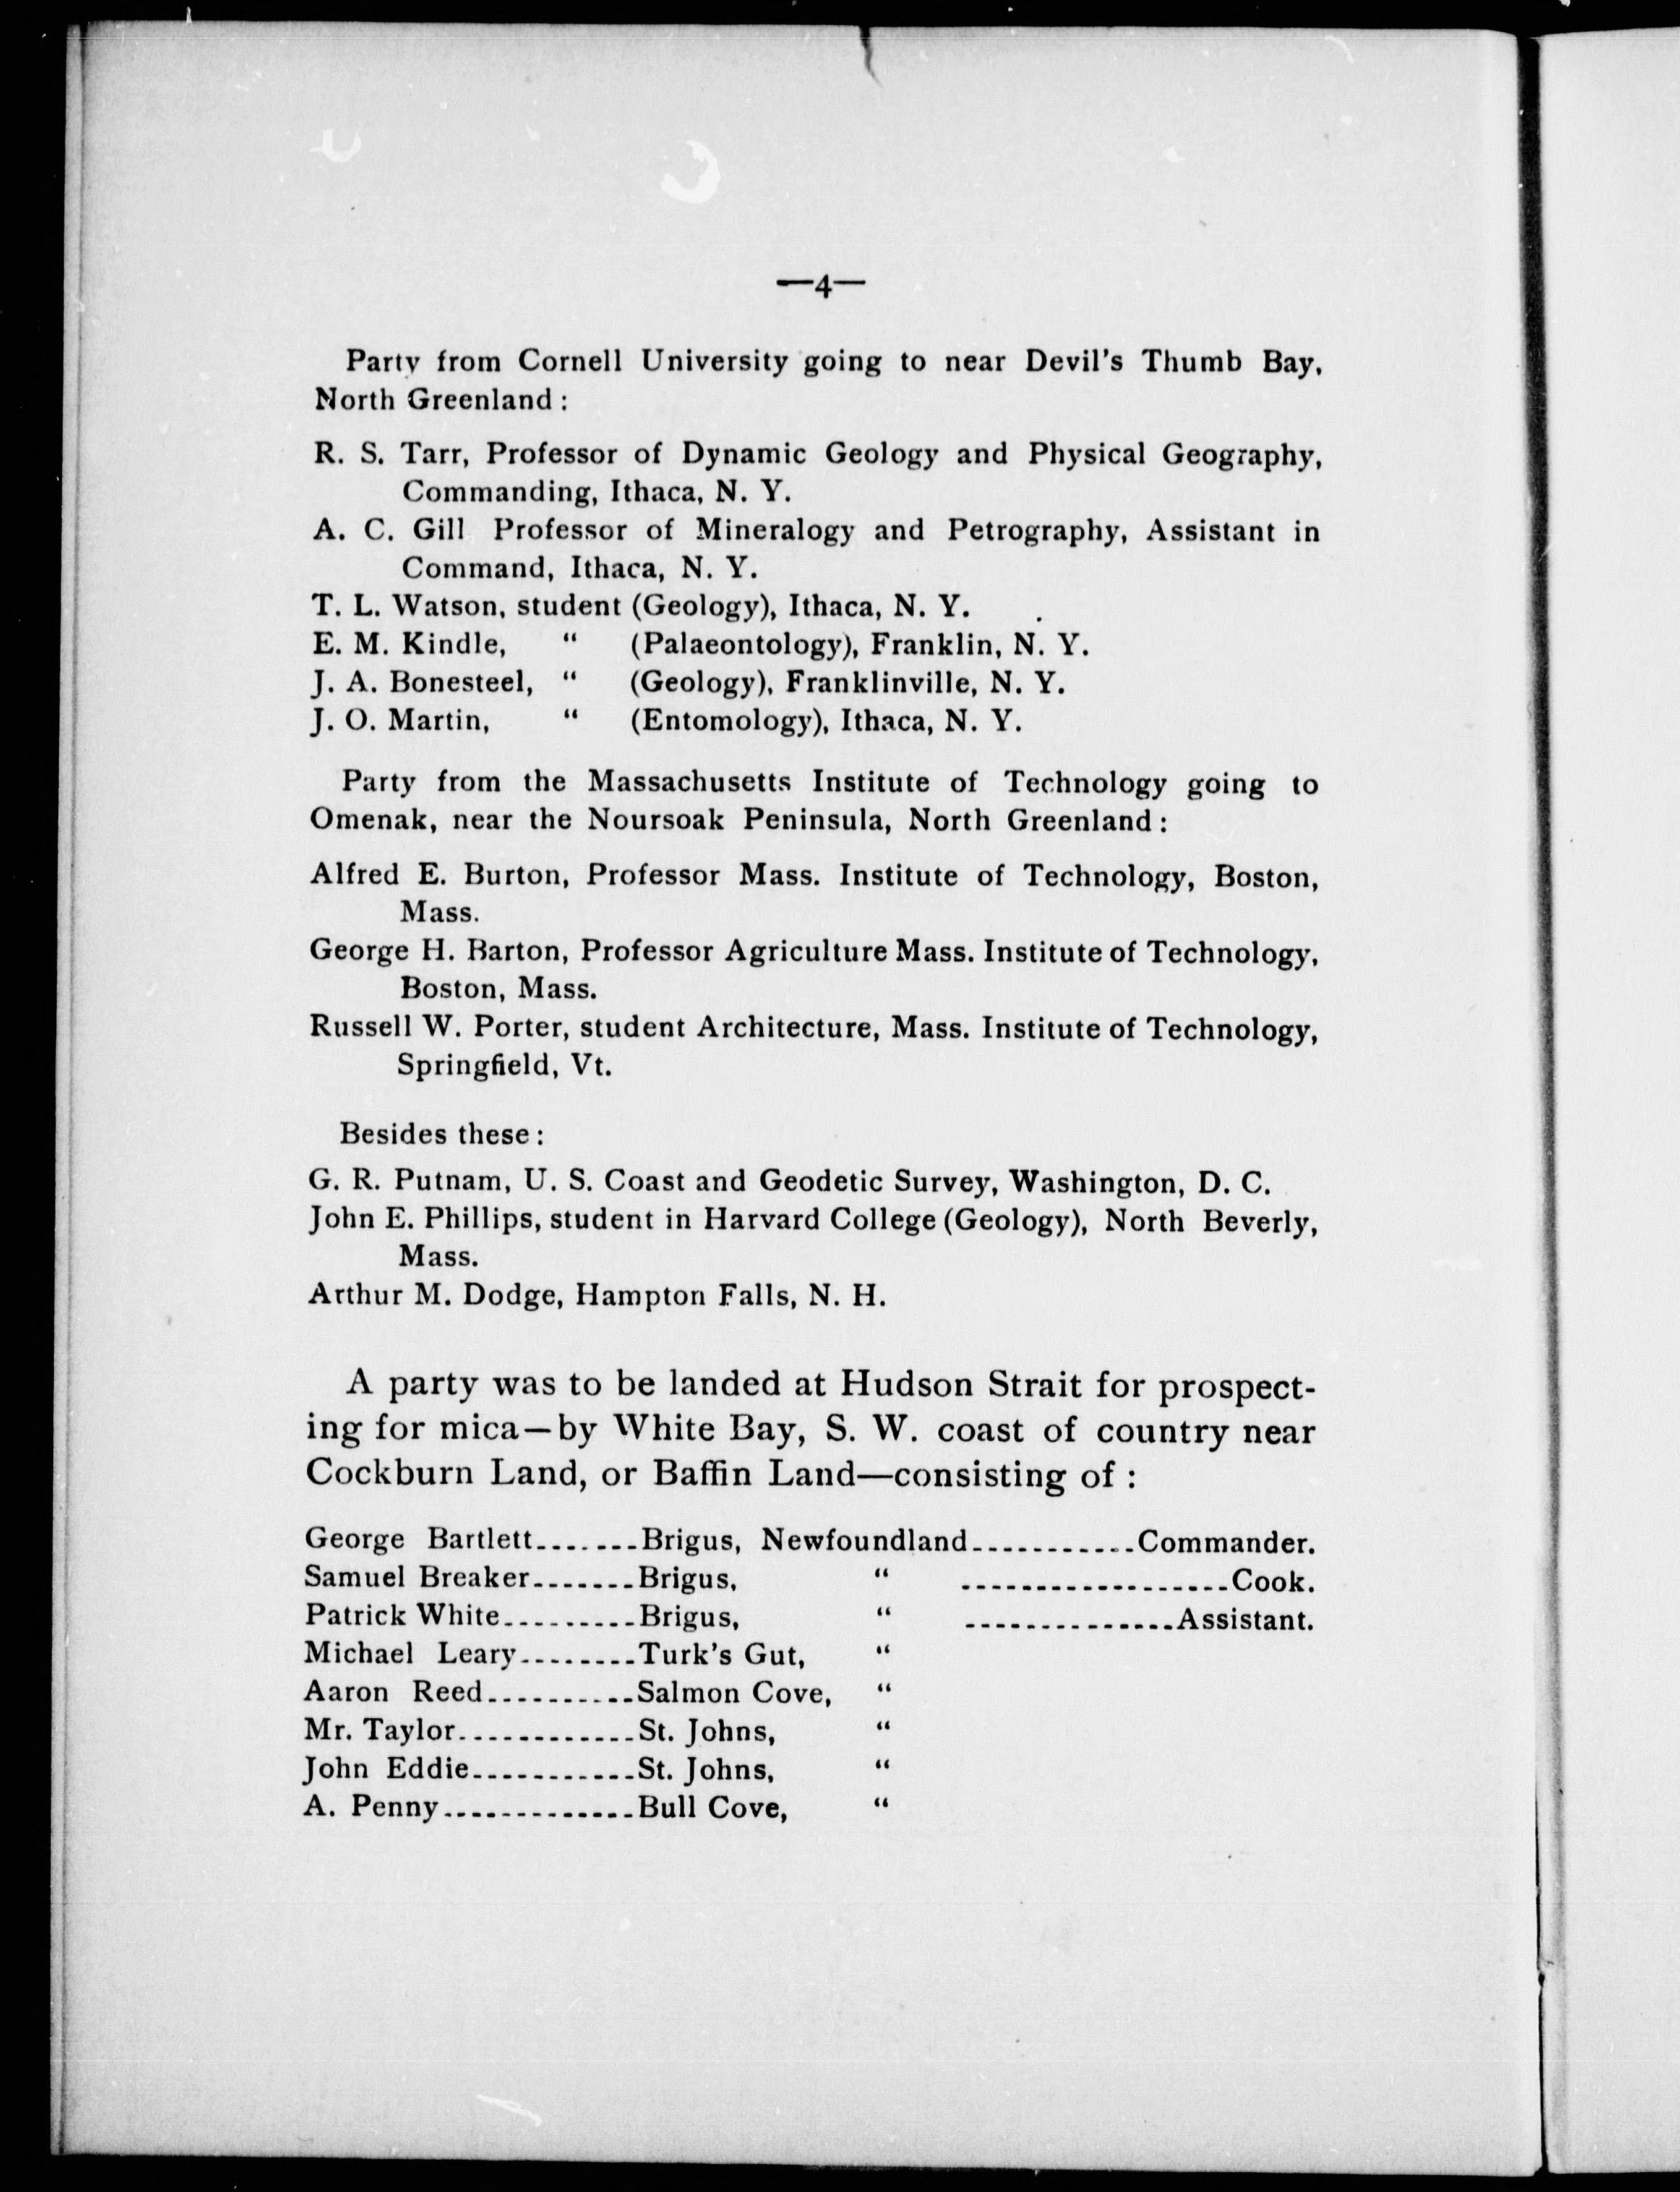 —4—
Party from Cornell University going to near Devil's Thumb Bay,
North Greenland :
R. S. Tarr, Professor of Dynamic Geology and Physical Geography,
Commanding, Ithaca, N. Y.
A. C. Gill Professor of Mineralogy and Petrography, Assistant in
Command, Ithaca, N. Y.
T. L. Watson, student (Geology), Ithaca, N. Y.
E. M. Kindle, “ (Palaeontology), Franklin, N. Y.
J. A. Bonesteel, “ (Geology), Franklinville, N. Y.
J. O. Martin, “ (Entomology), Ithaca, N. Y.
Party from the Massachusetts Institute of Technology going to
Omenak, near the Noursoak Peninsula, North Greenland :
Alfred E. Burton, Professor Mass. Institute of Technology, Boston,
Mass.
George H. Barton, Professor Agriculture Mass. Institute of Technology,
Boston, Mass.
Russell W. Porter, student Architecture, Mass. Institute of Technology,
Springfield, Vt.
Besides these :
G. R. Putnam, U. S. Coast and Geodetic Survey, Washington, D. C.
John E. Phillips, student in Harvard College (Geology), North Beverly,
Mass.
Arthur M. Dodge, Hampton Falls, N. H.
A party was to be landed at Hudson Strait for prospect-
ing for mica—by White Bay, S. W. coast of country near
Cockburn Land, or Baffin Land—consisting of :
George Bartlett.......Brigus, Newfoundland...........Commander.
Samuel Breaker.......Brigus, “ ..................Cook.
Patrick White.........Brigus, “ ..............Assistant.
Michael Leary........Turk's Gut, “
Aaron Reed..........Salmon Cove, “
Mr. Taylor............St. Johns, “
John Eddie...........St. Johns, “
A. Penny.............Bull Cove, “